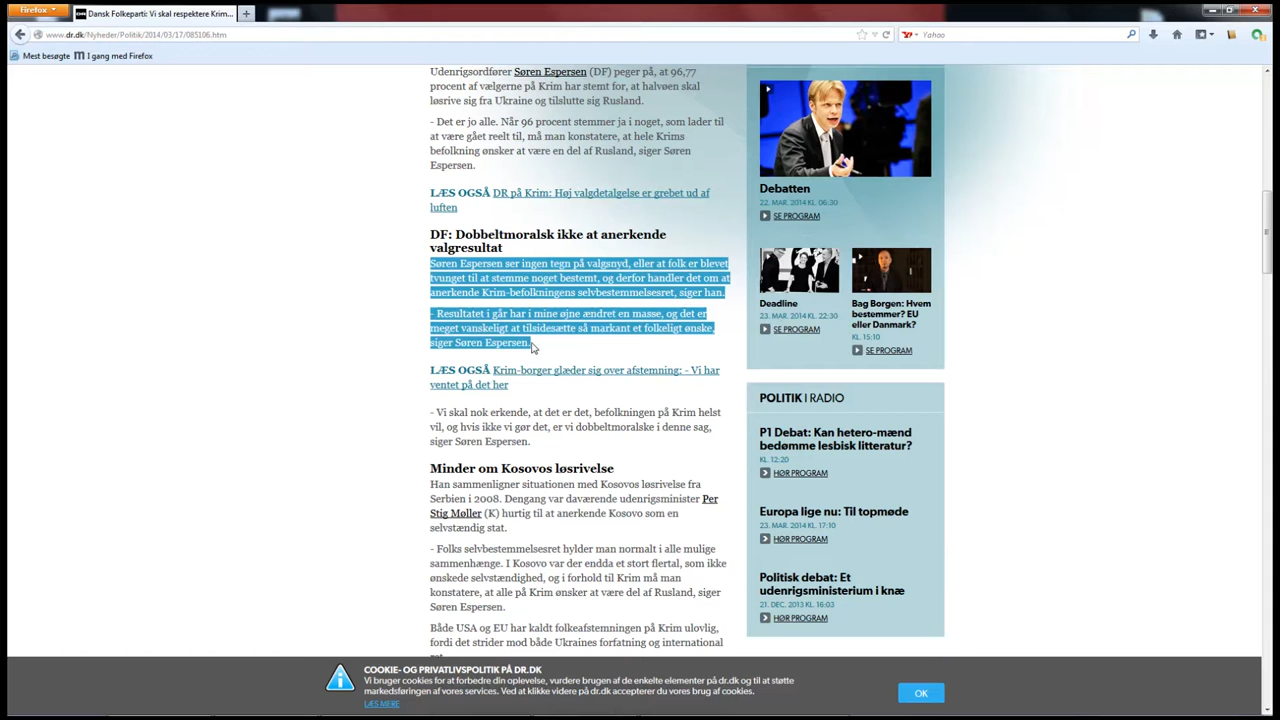 Firefox
Dansk Folkeparti: Vi skal respektere Krim...
www.dr.dk/Nyheder/Politik/2014/03/17/085106.htm
Yahoo
Mest besøgte
I gang med Firefox
Udenrigsordfører Søren Espersen (DF) peger på, at 96,77
procent af vælgerne på Krim har stemt for, at halvøen skal
løsrive sig fra Ukraine og tilslutte sig Rusland.
- Det er jo alle. Når 96 procent stemmer ja i noget, som lader til
at være gået reelt til, må man konstatere, at hele Krims
befolkning ønsker at være en del af Rusland, siger Søren
Espersen.
LÆS OGSÅ DR på Krim: Høj valgdetalgelse er grebet ud af
luften
DF: Dobbeltmoralsk ikke at anerkende
valgresultat
Søren Espersen ser ingen tegn på valgsnyd, eller at folk er blevet
tvunget til at stemme noget bestemt, og derfor handler det om at
anerkende Krim-befolkningens selvbestemmelsesret, siger han.
- Resultatet i går har i mine øjne ændret en masse, og det er
meget vanskeligt at tilsidesætte så markant et folkeligt ønske,
siger Søren Espersen.
LÆS OGSÅ Krim-borger glæder sig over afstemning: - Vi har
ventet på det her
- Vi skal nok erkende, at det er det, befolkningen på Krim helst
vil, og hvis ikke vi gør det, er vi dobbeltmoralske i denne sag,
siger Søren Espersen.
Minder om Kosovos løsrivelse
Han sammenligner situationen med Kosovos løsrivelse fra
Serbien i 2008. Dengang var daværende udenrigsminister Per
Stig Møller (K) hurtig til at anerkende Kosovo som en
selvstændig stat.
- Folks selvbestemmelsesret hylder man normalt i alle mulige
sammenhænge. I Kosovo var der endda et stort flertal, som ikke
ønskede selvstændighed, og i forhold til Krim må man
konstatere, at alle på Krim ønsker at være del af Rusland, siger
Søren Espersen.
Både USA og EU har kaldt folkeafstemningen på Krim ulovlig,
fordi det strider mod både Ukraines forfatning og international
Debatten
22. MAR. 2014 KL. 06:30
SE PROGRAM
Deadline
23. MAR. 2014 KL. 22:30
SE PROGRAM
Bag Borgen: Hvem
bestemmer? EU
eller Danmark?
KL. 15:10
SE PROGRAM
POLITIK I RADIO
P1 Debat: Kan hetero-mænd
bedømme lesbisk litteratur?
KL. 12:20
HØR PROGRAM
Europa lige nu: Til topmøde
23. MAR. 2014 KL. 17:10
HØR PROGRAM
Politisk debat: Et
udenrigsministerium i knæ
21. DEC. 2013 KL. 16:03
HØR PROGRAM
COOKIE- OG PRIVATLIVSPOLITIK PÅ DR.DK
Vi bruger cookies for at forbedre din oplevelse, vurdere brugen af de enkelte elementer på dr.dk og til at støtte
markedsføringen af vores services. Ved at klikke videre på dr.dk accepterer du vores brug af cookies.
LÆS MERE
OK